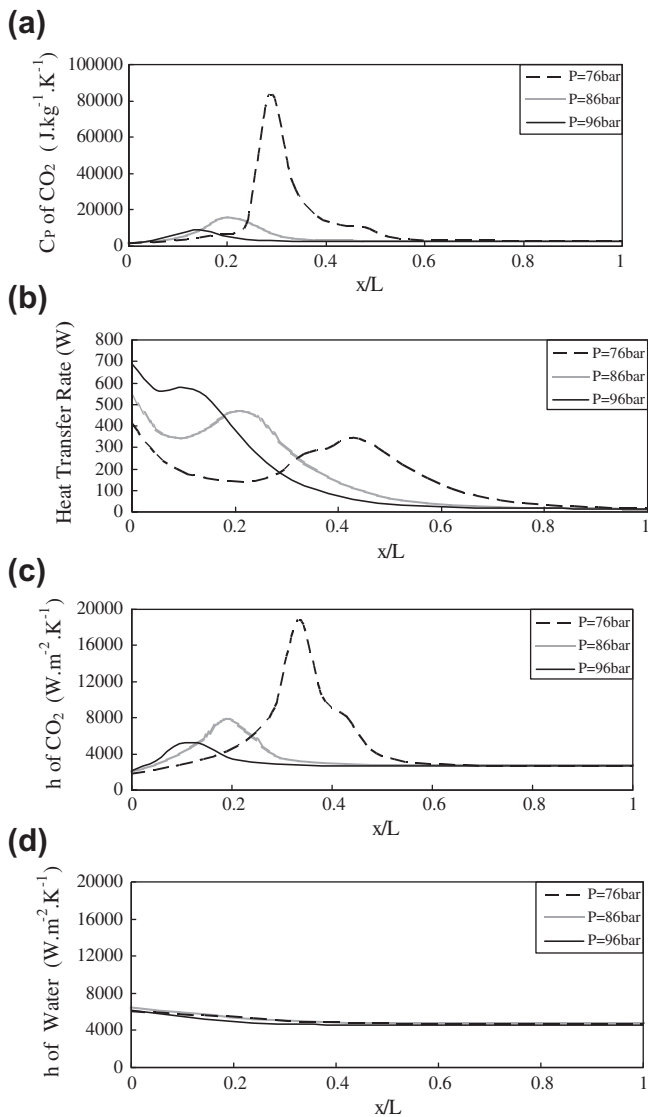 (a)
100000
80000
60000
40000
20000
0
Cp of CO₂ ( J.kg⁻¹.K⁻¹)
P=76bar
P=86bar
P=96bar
0 0.2 0.4 0.6 0.8 1
x/L
(b)
800
700
600
500
400
300
200
100
0
Heat Transfer Rate (W)
P=76bar
P=86bar
P=96bar
0 0.2 0.4 0.6 0.8 1
x/L
(c)
20000
16000
12000
8000
4000
0
h of CO₂ (W.m⁻².K⁻¹)
P=76bar
P=86bar
P=96bar
0 0.2 0.4 0.6 0.8 1
x/L
(d)
20000
16000
12000
8000
4000
0
h of Water (W.m⁻².K⁻¹)
P=76bar
P=86bar
P=96bar
0 0.2 0.4 0.6 0.8 1
x/L